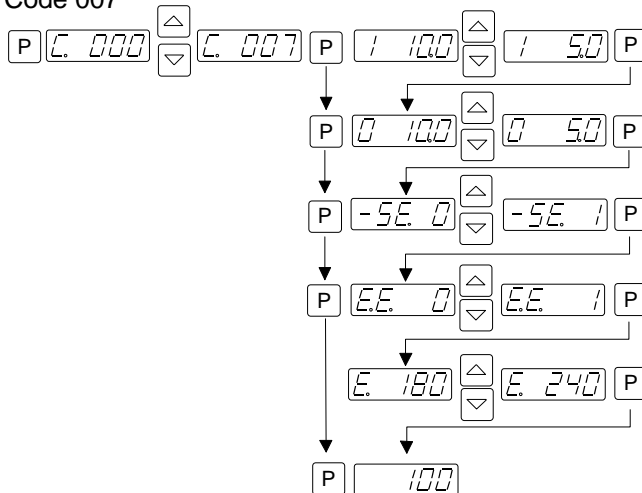 Code 007
P C. 000 C. 007 P 1 10.0 1 5.0 P
P 0 10.0 0 5.0 P
P -SE. 0 -SE. 1 P
P E.E. 0 E.E. 1 P
E. 180 E. 240 P
P 100